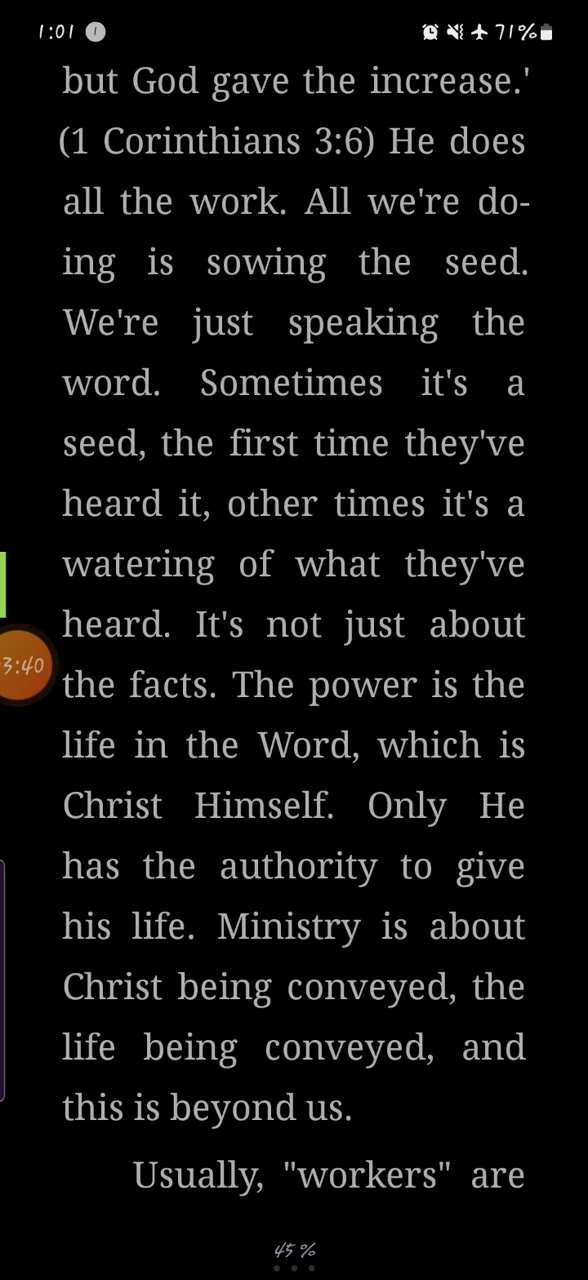 1:01
71%
but God gave the increase.'
(1 Corinthians 3:6) He does
all the work. All we're do-
ing is sowing the seed.
We're just speaking the
word. Sometimes it's a
seed, the first time they've
heard it, other times it's a
watering of what they've
heard. It's not just about
3:40
the facts. The power is the
life in the Word, which is
Christ Himself. Only He
has the authority to give
his life. Ministry is about
Christ being conveyed, the
life being conveyed, and
this is beyond us.
Usually, "workers" are
45%